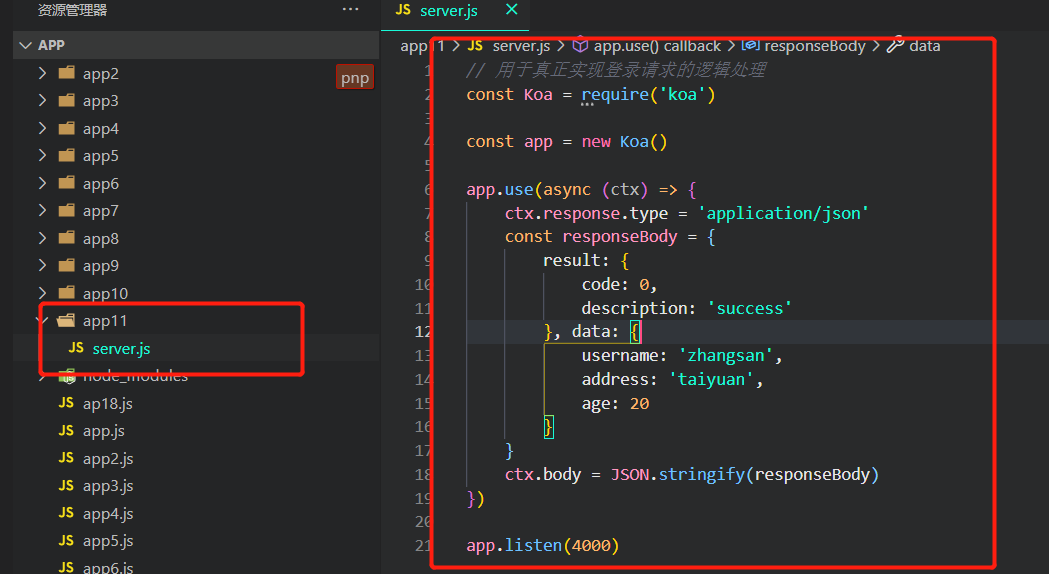 资源管理器 ···
APP
app2
pnp
app3
app4
app5
app6
app7
app8
app9
app10
app11
JS server.js
node_modules
JS ap18.js
JS app.js
JS app2.js
JS app3.js
JS app4.js
JS app5.js
JS app6.js
JS server.js ×
app11 > JS server.js > app.use() callback > responseBody > data
1 // 用于真正实现登录请求的逻辑处理
2 const Koa = require('koa')
3
4 const app = new Koa()
5
6 app.use(async (ctx) => {
7 ctx.response.type = 'application/json'
8 const responseBody = {
9 result: {
10 code: 0,
11 description: 'success'
12 }, data: {
13 username: 'zhangsan',
14 address: 'taiyuan',
15 age: 20
16 }
17 }
18 ctx.body = JSON.stringify(responseBody)
19 })
20
21 app.listen(4000)